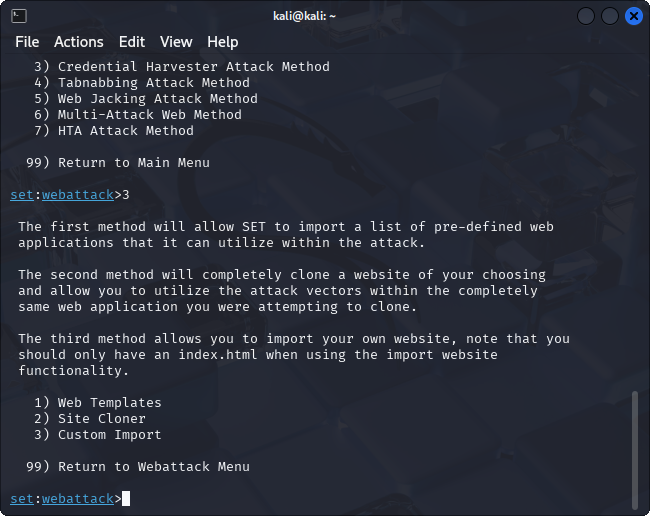 kali@kali: ~
File Actions Edit View Help
3) Credential Harvester Attack Method
4) Tabnabbing Attack Method
5) Web Jacking Attack Method
6) Multi-Attack Web Method
7) HTA Attack Method
99) Return to Main Menu
set:webattack>3
The first method will allow SET to import a list of pre-defined web
applications that it can utilize within the attack.
The second method will completely clone a website of your choosing
and allow you to utilize the attack vectors within the completely
same web application you were attempting to clone.
The third method allows you to import your own website, note that you
should only have an index.html when using the import website
functionality.
1) Web Templates
2) Site Cloner
3) Custom Import
99) Return to Webattack Menu
set:webattack>